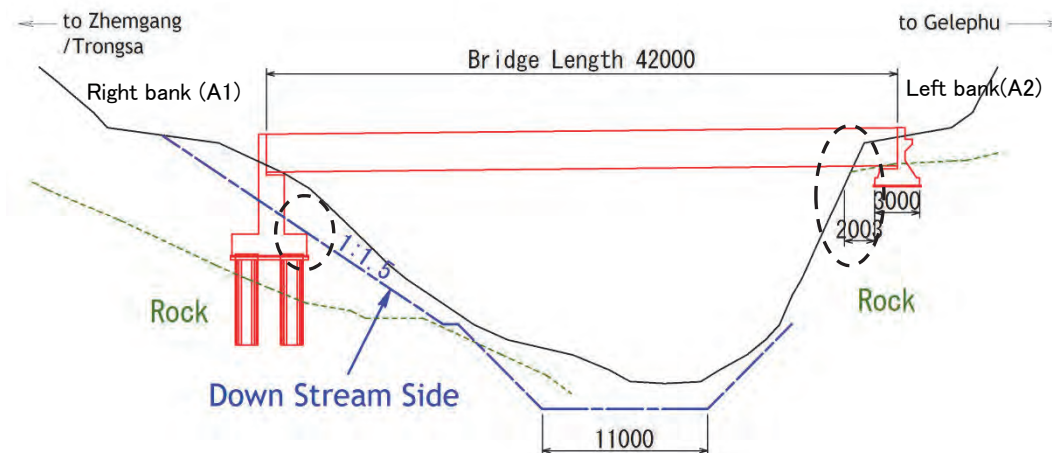 to Zhemgang
/Trongsa
to Gelephu
Bridge Length 42000
Right bank (A1)
Left bank(A2)
3000
2003
1:1.5
Rock
Rock
Down Stream Side
11000